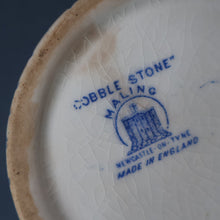 "COBBLE STONE"
MALING
NEWCASTLE-ON-TYNE
MADE IN ENGLAND